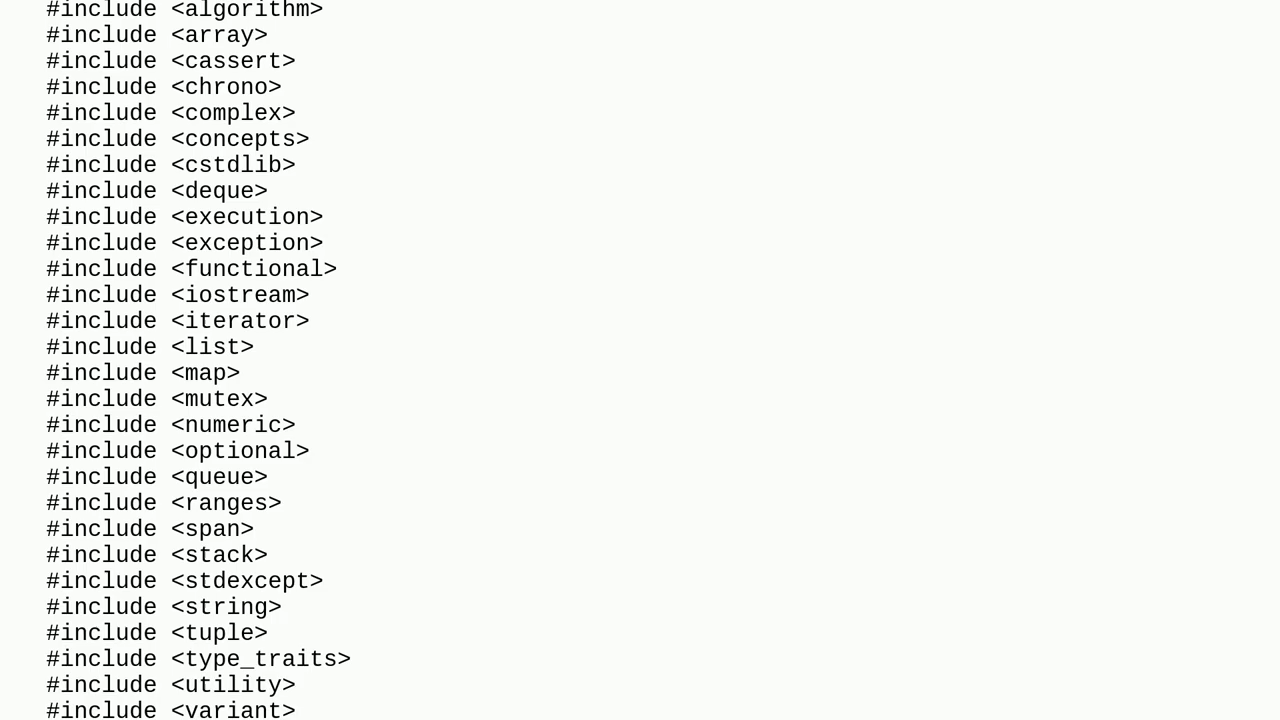 #include <algorithm>
#include <array>
#include <cassert>
#include <chrono>
#include <complex>
#include <concepts>
#include <cstdlib>
#include <deque>
#include <execution>
#include <exception>
#include <functional>
#include <iostream>
#include <iterator>
#include <list>
#include <map>
#include <mutex>
#include <numeric>
#include <optional>
#include <queue>
#include <ranges>
#include <span>
#include <stack>
#include <stdexcept>
#include <string>
#include <tuple>
#include <type_traits>
#include <utility>
#include <variant>